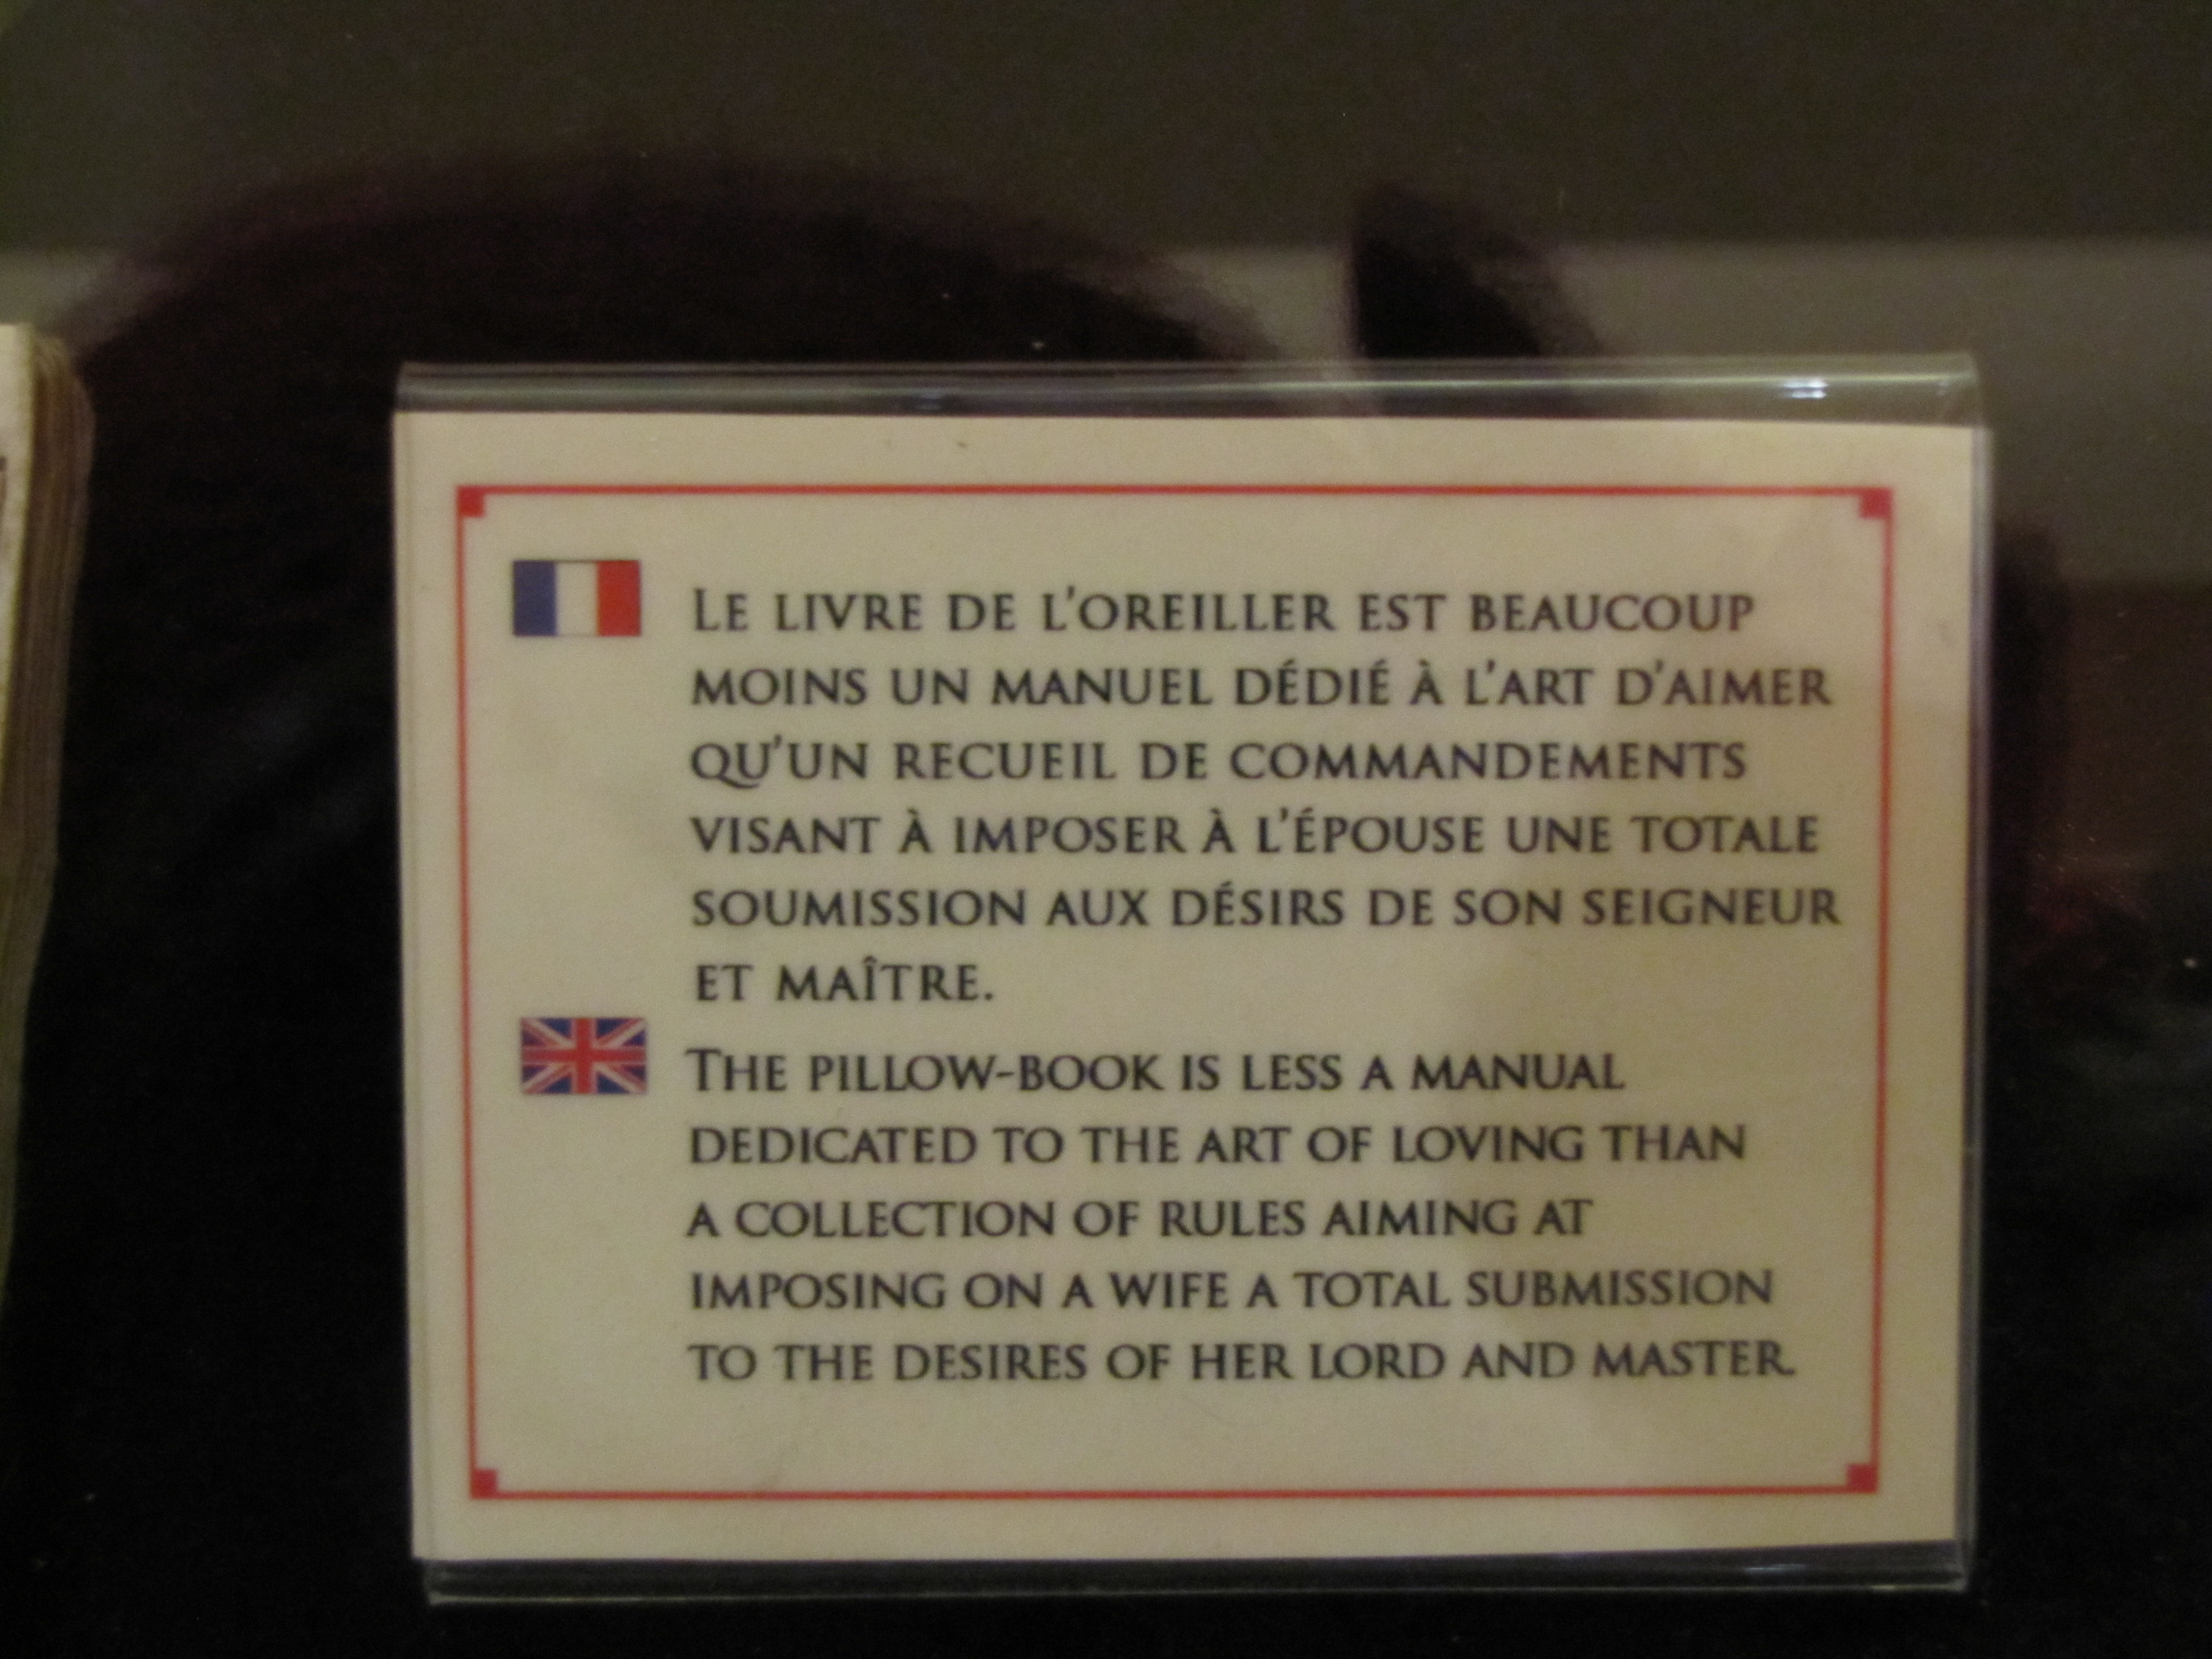 Le livre de l'oreiller est beaucoup
moins un manuel dédié à l'art d'aimer
qu'un recueil de commandements
visant à imposer à l'épouse une totale
soumission aux désirs de son seigneur
et maître.
The pillow-book is less a manual
dedicated to the art of loving than
a collection of rules aiming at
imposing on a wife a total submission
to the desires of her lord and master.